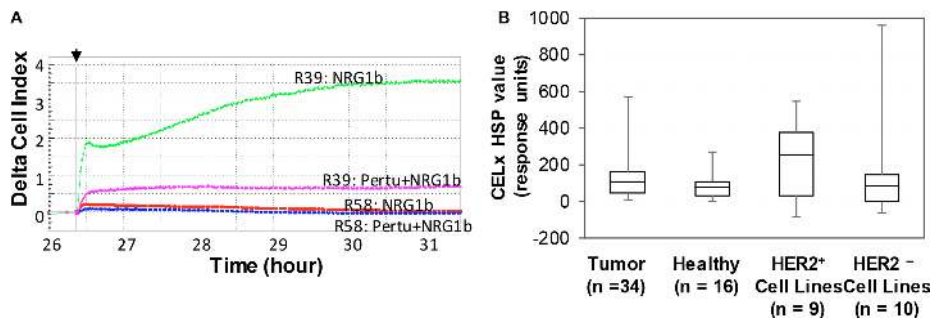 A
Delta Cell Index
4
3
2
1
0
R39: NRG1b
R39: Pertu+NRG1b
R58: NRG1b
R58: Pertu+NRG1b
26 27 28 29 30 31
Time (hour)
B
CELx HSP value
(response units)
1000
800
600
400
200
0
-200
Tumor
(n =34)
Healthy
(n = 16)
HER2+
Cell Lines
(n = 9)
HER2 –
Cell Lines
(n = 10)